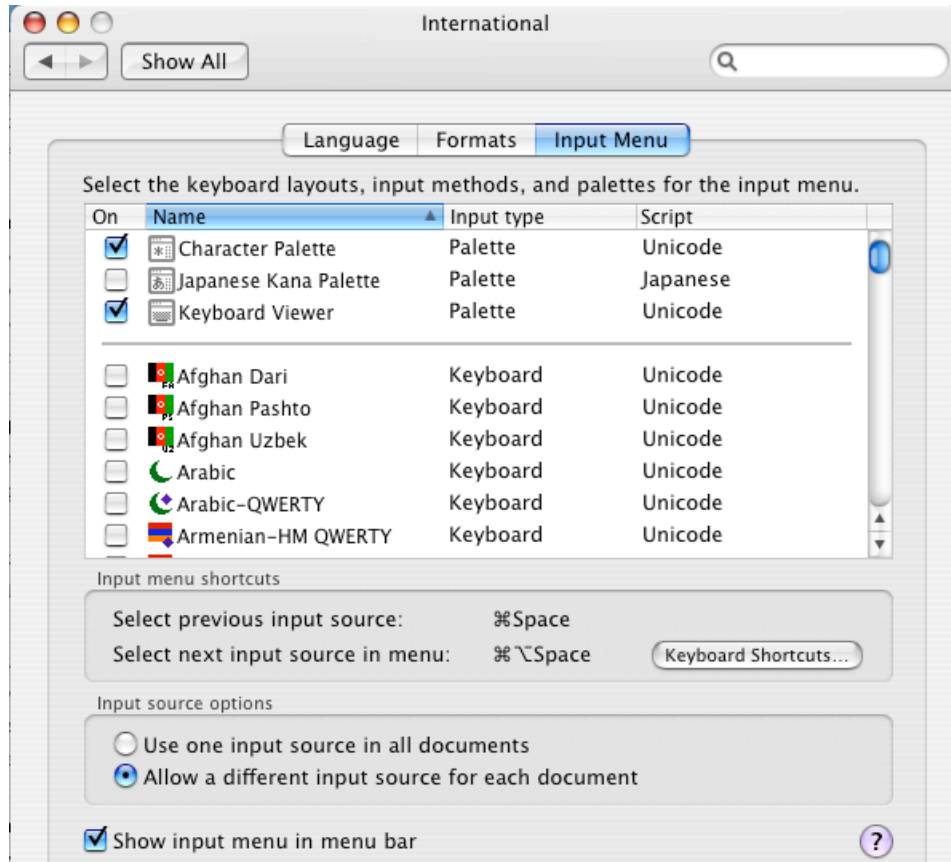 International
Show All
Language Formats Input Menu
Select the keyboard layouts, input methods, and palettes for the input menu.
On Name Input type Script
Character Palette Palette Unicode
あ Japanese Kana Palette Palette Japanese
Keyboard Viewer Palette Unicode
Afghan Dari Keyboard Unicode
Afghan Pashto Keyboard Unicode
Afghan Uzbek Keyboard Unicode
Arabic Keyboard Unicode
Arabic-QWERTY Keyboard Unicode
Armenian-HM QWERTY Keyboard Unicode
Input menu shortcuts
Select previous input source: ⌘Space
Select next input source in menu: ⌘⌥Space Keyboard Shortcuts...
Input source options
Use one input source in all documents
Allow a different input source for each document
Show input menu in menu bar ?